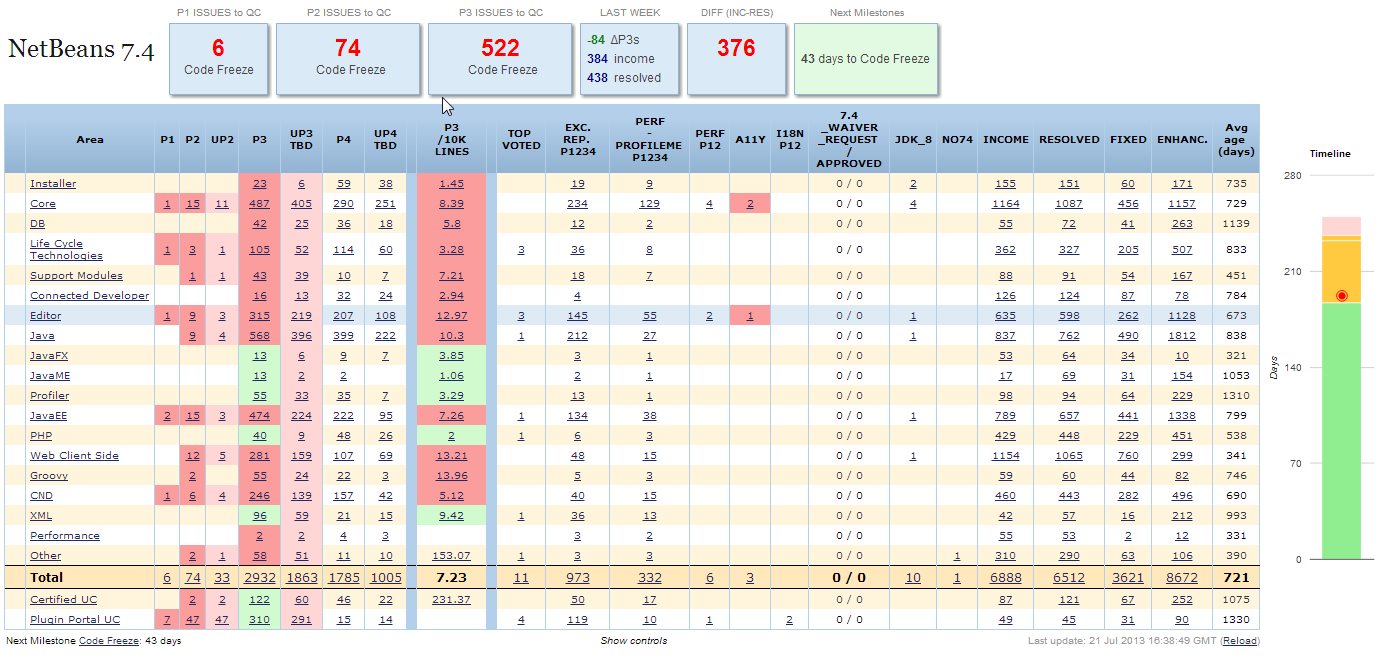 P1 ISSUES to QC P2 ISSUES to QC P3 ISSUES to QC LAST WEEK DIFF (INC-RES) Next Milestones
NetBeans 7.4
6
Code Freeze
74
Code Freeze
522
Code Freeze
-84 ΔP3s
384 income
438 resolved
376
43 days to Code Freeze
Area P1 P2 UP2 P3 UP3 TBD P4 UP4 TBD P3 /10K LINES TOP VOTED EXC. REP. P1234 PERF - PROFILEME P1234 PERF P12 A11Y I18N P12 7.4 _WAIVER _REQUEST / APPROVED JDK_8 NO74 INCOME RESOLVED FIXED ENHANC. Avg age (days)
Installer 23 6 59 38 1.45 19 9 0 / 0 2 155 151 60 171 735
Core 1 15 11 487 405 290 251 8.39 234 129 4 2 0 / 0 4 1164 1087 456 1157 729
DB 42 25 36 18 5.8 12 2 0 / 0 55 72 41 263 1139
Life Cycle
Technologies 1 3 1 105 52 114 60 3.28 3 36 8 0 / 0 362 327 205 507 833
Support Modules 1 1 43 39 10 7 7.21 18 7 0 / 0 88 91 54 167 451
Connected Developer 16 13 32 24 2.94 4 0 / 0 126 124 87 78 784
Editor 1 9 3 315 219 207 108 12.97 3 145 55 2 1 0 / 0 1 635 598 262 1128 673
Java 9 4 568 396 399 222 10.3 1 212 27 0 / 0 1 837 762 490 1812 838
JavaFX 13 6 9 7 3.85 3 1 0 / 0 53 64 34 10 321
JavaME 13 2 2 1.06 2 1 0 / 0 17 69 31 154 1053
Profiler 55 33 35 7 3.29 13 1 0 / 0 98 94 64 229 1310
JavaEE 2 15 3 474 224 222 95 7.26 1 134 38 0 / 0 1 789 657 441 1338 799
PHP 40 9 48 26 2 1 6 3 0 / 0 429 448 229 451 538
Web Client Side 12 5 281 159 107 69 13.21 48 15 0 / 0 1 1154 1065 760 299 341
Groovy 2 55 24 22 3 13.96 5 3 0 / 0 59 60 44 82 746
CND 1 6 4 246 139 157 42 5.12 40 15 0 / 0 460 443 282 496 690
XML 96 59 21 15 9.42 1 36 13 0 / 0 42 57 16 212 993
Performance 2 2 4 3 3 2 0 / 0 55 53 2 12 331
Other 2 1 58 51 11 10 153.07 1 3 3 0 / 0 1 310 290 63 106 390
Total 6 74 33 2932 1863 1785 1005 7.23 11 973 332 6 3 0 / 0 10 1 6888 6512 3621 8672 721
Certified UC 2 2 122 60 46 22 231.37 50 17 0 / 0 87 121 67 252 1075
Plugin Portal UC 7 47 47 310 291 15 14 4 119 10 1 2 0 / 0 49 45 31 90 1330
Next Milestone Code Freeze: 43 days Show controls Last update: 21 Jul 2013 16:38:49 GMT (Reload)
Timeline
280
210
140
70
0
Days